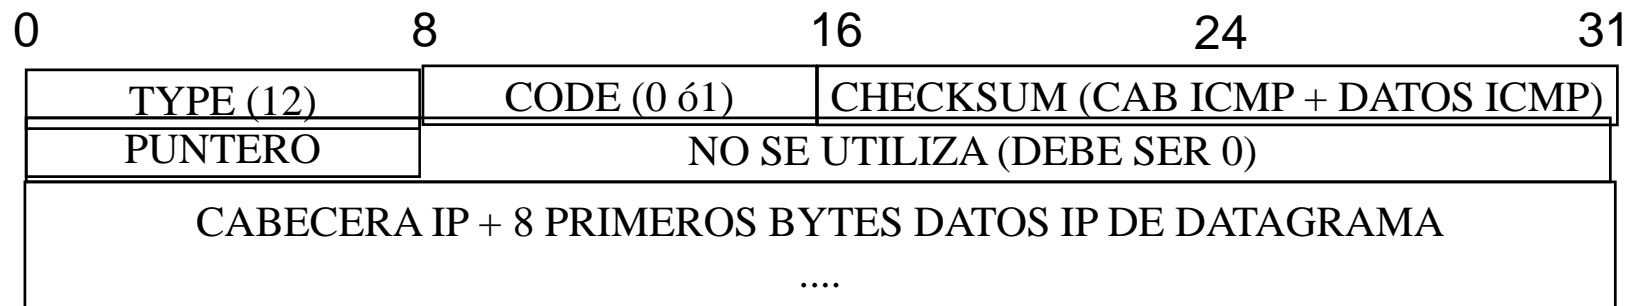 0 8 16 24 31
TYPE (12) CODE (0 ó1) CHECKSUM (CAB ICMP + DATOS ICMP)
PUNTERO NO SE UTILIZA (DEBE SER 0)
CABECERA IP + 8 PRIMEROS BYTES DATOS IP DE DATAGRAMA
....